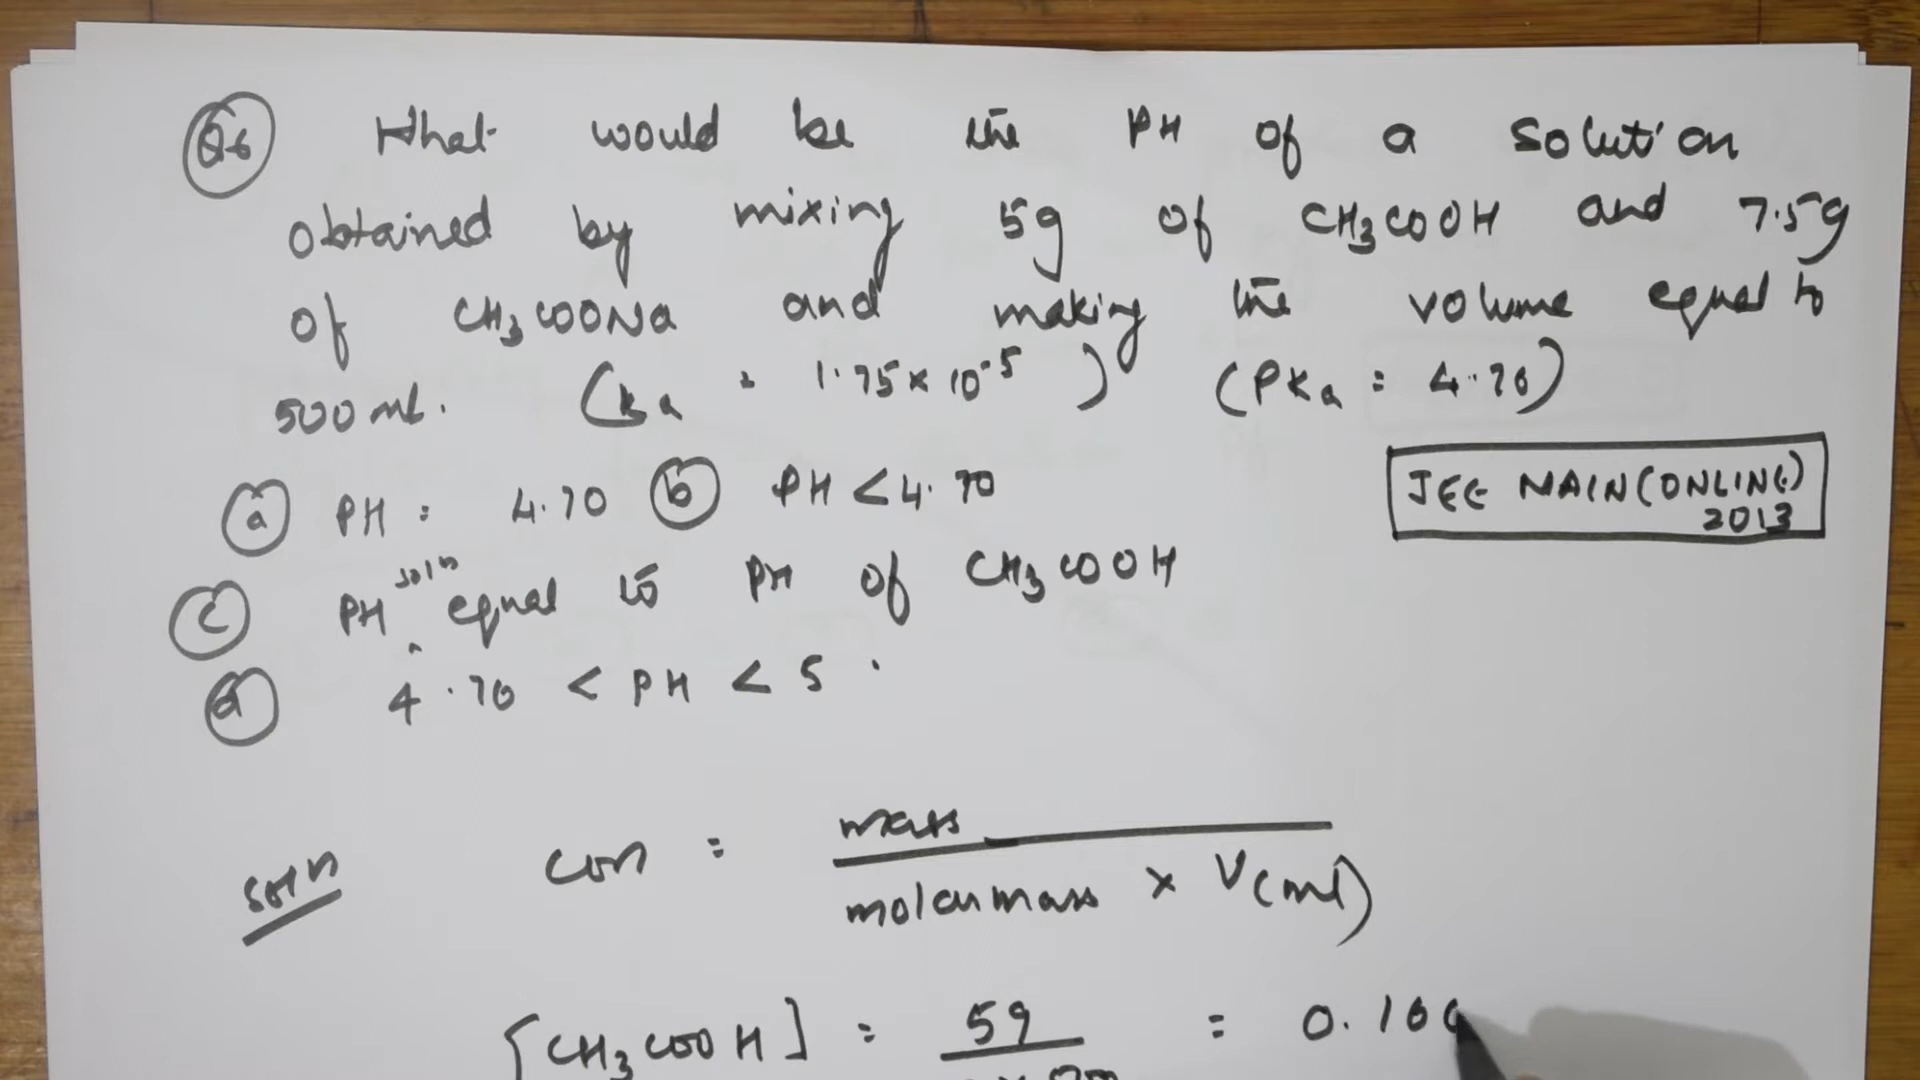 Q6 What would be the PH of a solution
obtained by mixing 5g of CH3COOH and 7.5g
of CH3COONa and making the volume equal to
500 ml. (Ka = 1.75 × 10-5) (PKa = 4.76)
a PH = 4.70 b PH < 4.70
JEE MAIN (ONLINE)
2013
c PH soln equal to PH of CH3COOH
d 4.70 < PH < 5
Soln con = mass
molar mass × V(ml)
[CH3COOH] = 5g = 0.16